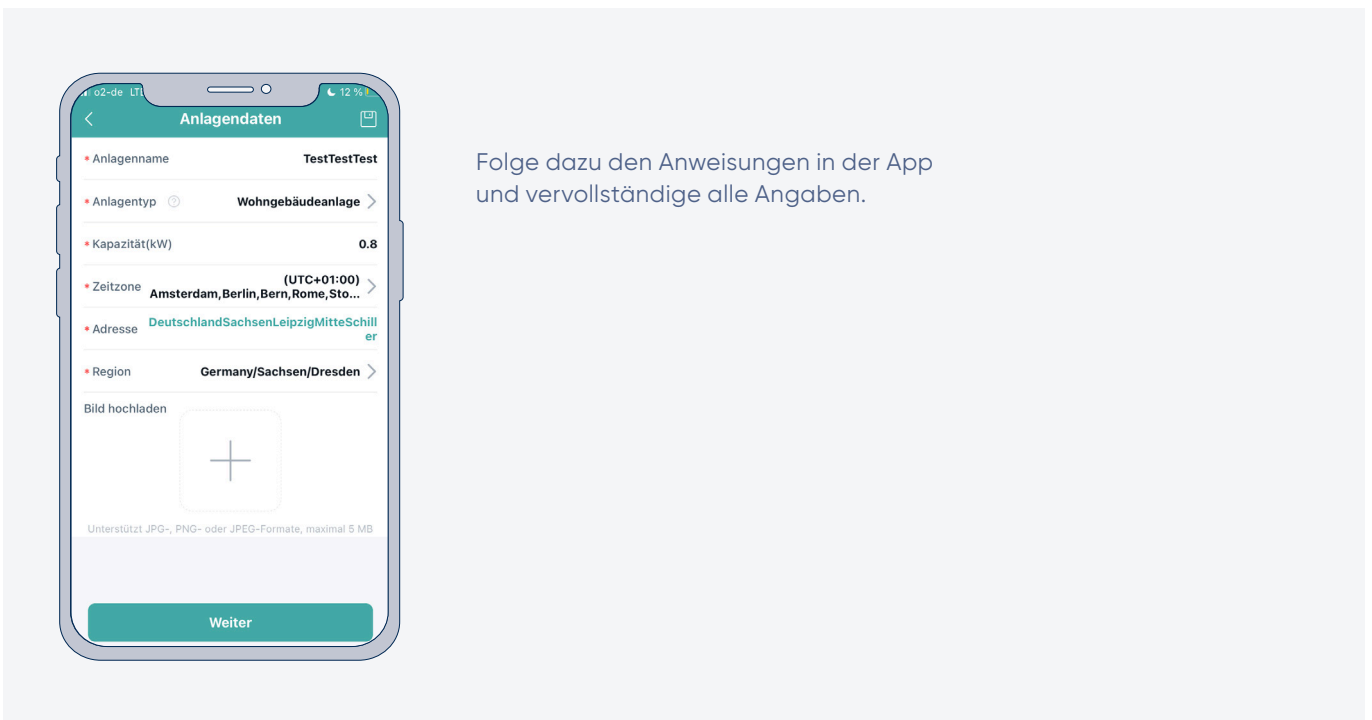 o2-de LTE
12 %
Anlagendaten
* Anlagenname TestTestTest
* Anlagentyp Wohngebäudeanlage
* Kapazität(kW) 0.8
* Zeitzone (UTC+01:00)
Amsterdam,Berlin,Bern,Rome,Sto...
* Adresse DeutschlandSachsenLeipzigMitteSchill
er
* Region Germany/Sachsen/Dresden
Bild hochladen
Unterstützt JPG-, PNG- oder JPEG-Formate, maximal 5 MB
Weiter
Folge dazu den Anweisungen in der App
und vervollständige alle Angaben.